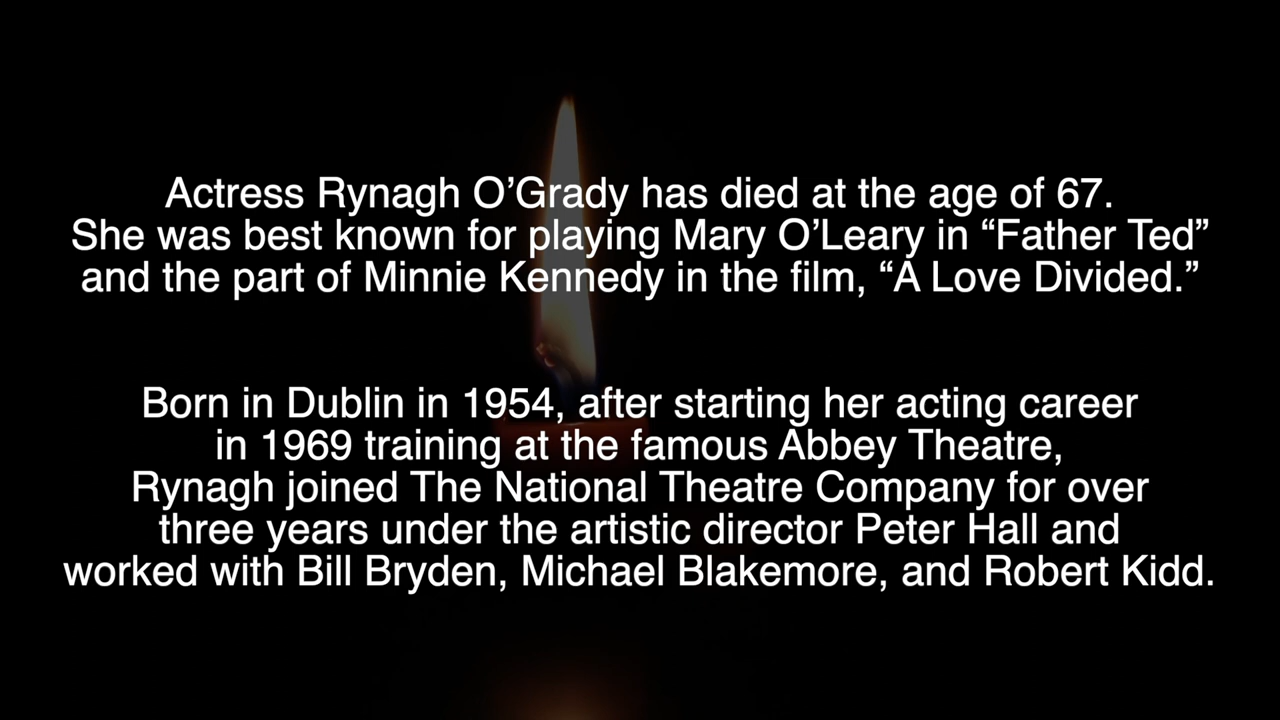 Actress Rynagh O’Grady has died at the age of 67.
She was best known for playing Mary O’Leary in “Father Ted”
and the part of Minnie Kennedy in the film, “A Love Divided.”
Born in Dublin in 1954, after starting her acting career
in 1969 training at the famous Abbey Theatre,
Rynagh joined The National Theatre Company for over
three years under the artistic director Peter Hall and
worked with Bill Bryden, Michael Blakemore, and Robert Kidd.